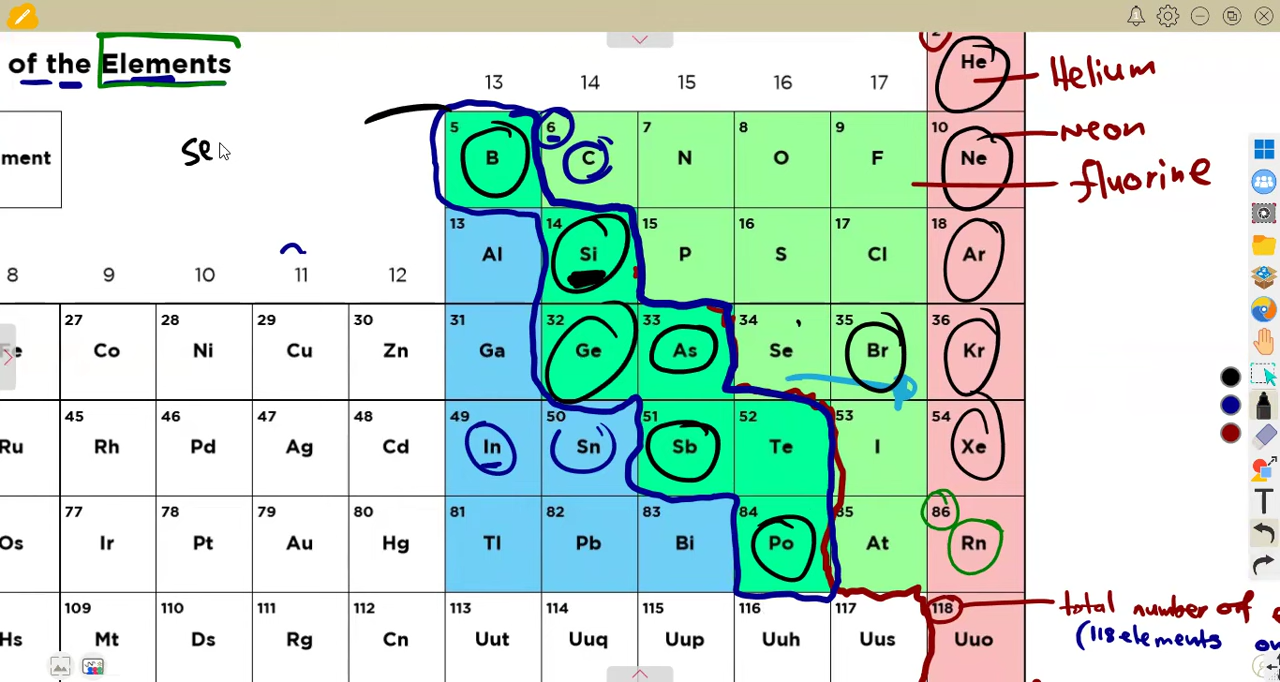 2
He
Helium
of the Elements
13 14 15 16 17
5 6 7 8 9 10
neon
ment
se
B C N O F Ne
fluorine
13 14 15 16 17 18
Al Si P S Cl Ar
8 9 10 11 12
27 28 29 30 31 32 33 34 35 36
Fe Co Ni Cu Zn Ga Ge As Se Br Kr
45 46 47 48 49 50 51 52 53 54
Ru Rh Pd Ag Cd In Sn Sb Te I Xe
77 78 79 80 81 82 83 84 85 86
Os Ir Pt Au Hg Tl Pb Bi Po At Rn
109 110 111 112 113 114 115 116 117 118
total number of
Hs Mt Ds Rg Cn Uut Uuq Uup Uuh Uus Uuo
(118 elements